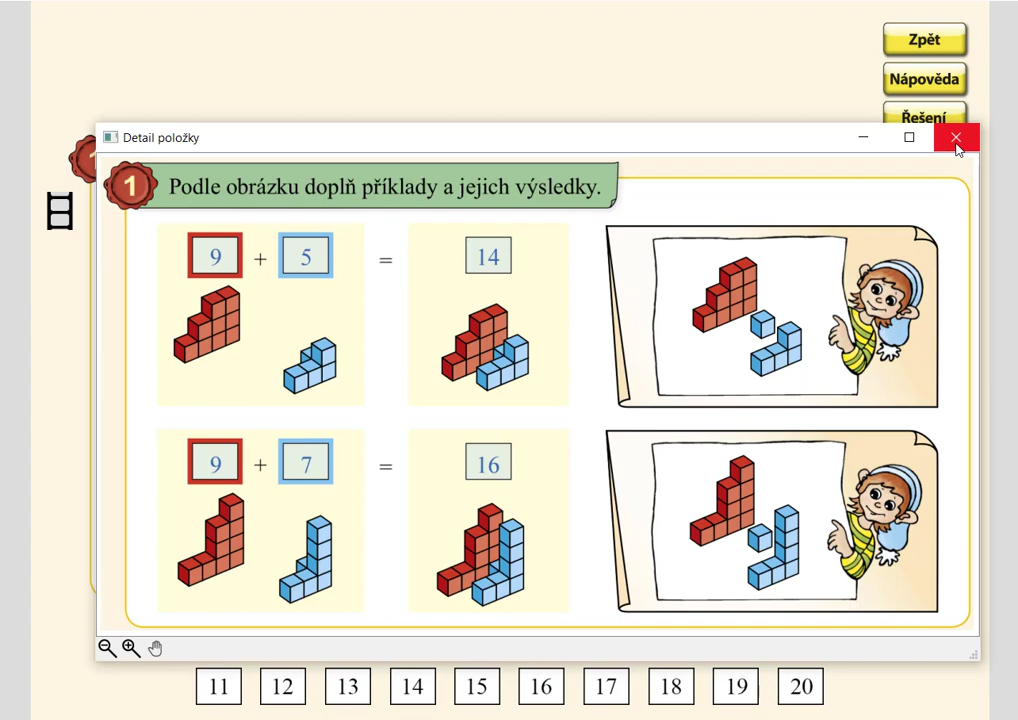 Zpět
Nápověda
Řešení
Detail položky
1 Podle obrázku doplň příklady a jejich výsledky.
9 + 5 = 14
9 + 7 = 16
11 12 13 14 15 16 17 18 19 20